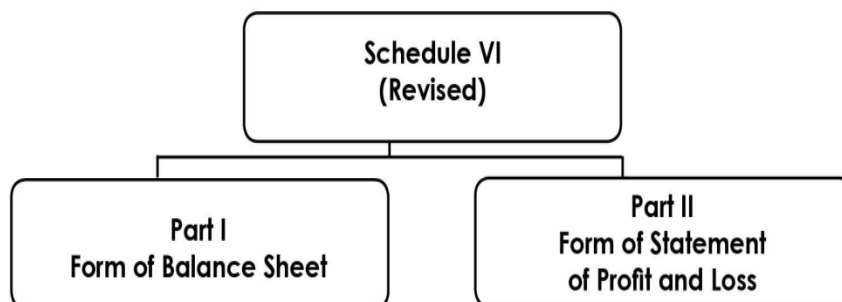 Schedule VI
(Revised)
Part I
Form of Balance Sheet
Part II
Form of Statement
of Profit and Loss